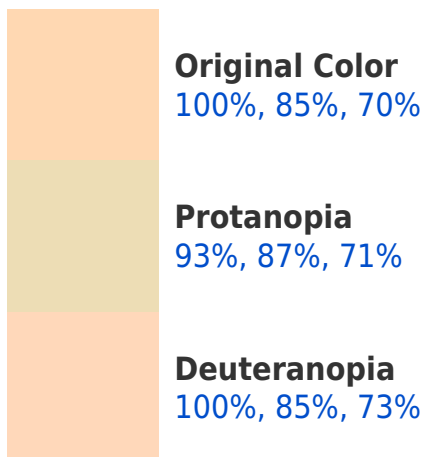 Original Color
100%, 85%, 70%
Protanopia
93%, 87%, 71%
Deuteranopia
100%, 85%, 73%